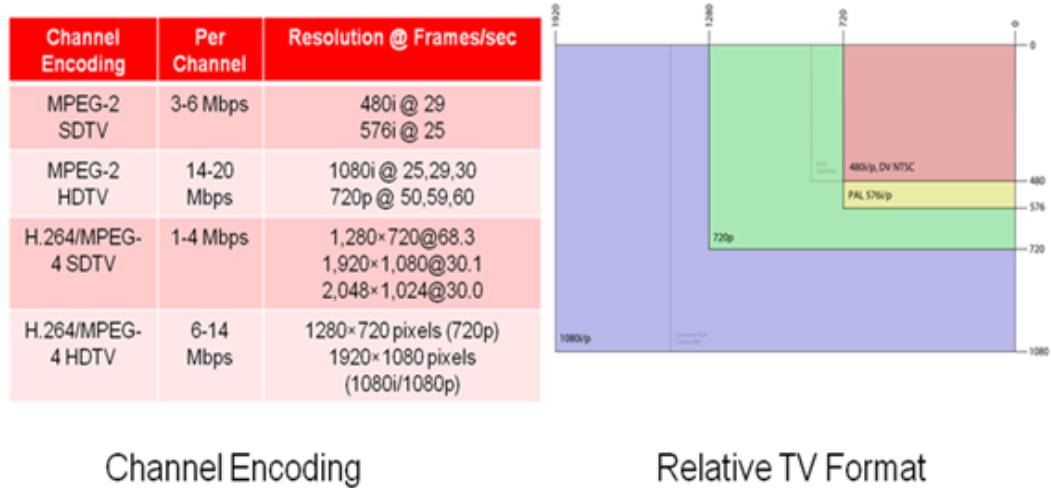 Channel Encoding
Per Channel
Resolution @ Frames/sec
MPEG-2 SDTV
3-6 Mbps
480i @ 29
576i @ 25
MPEG-2 HDTV
14-20 Mbps
1080i @ 25,29,30
720p @ 50,59,60
H.264/MPEG-4 SDTV
1-4 Mbps
1,280×720@68.3
1,920×1,080@30.1
2,048×1,024@30.0
H.264/MPEG-4 HDTV
6-14 Mbps
1280×720 pixels (720p)
1920×1080 pixels
(1080i/1080p)
Channel Encoding
1920
1280
720
0
0
480i/p, DV NTSC
480
PAL 576i/p
576
720p
720
1080i/p
1080
Relative TV Format